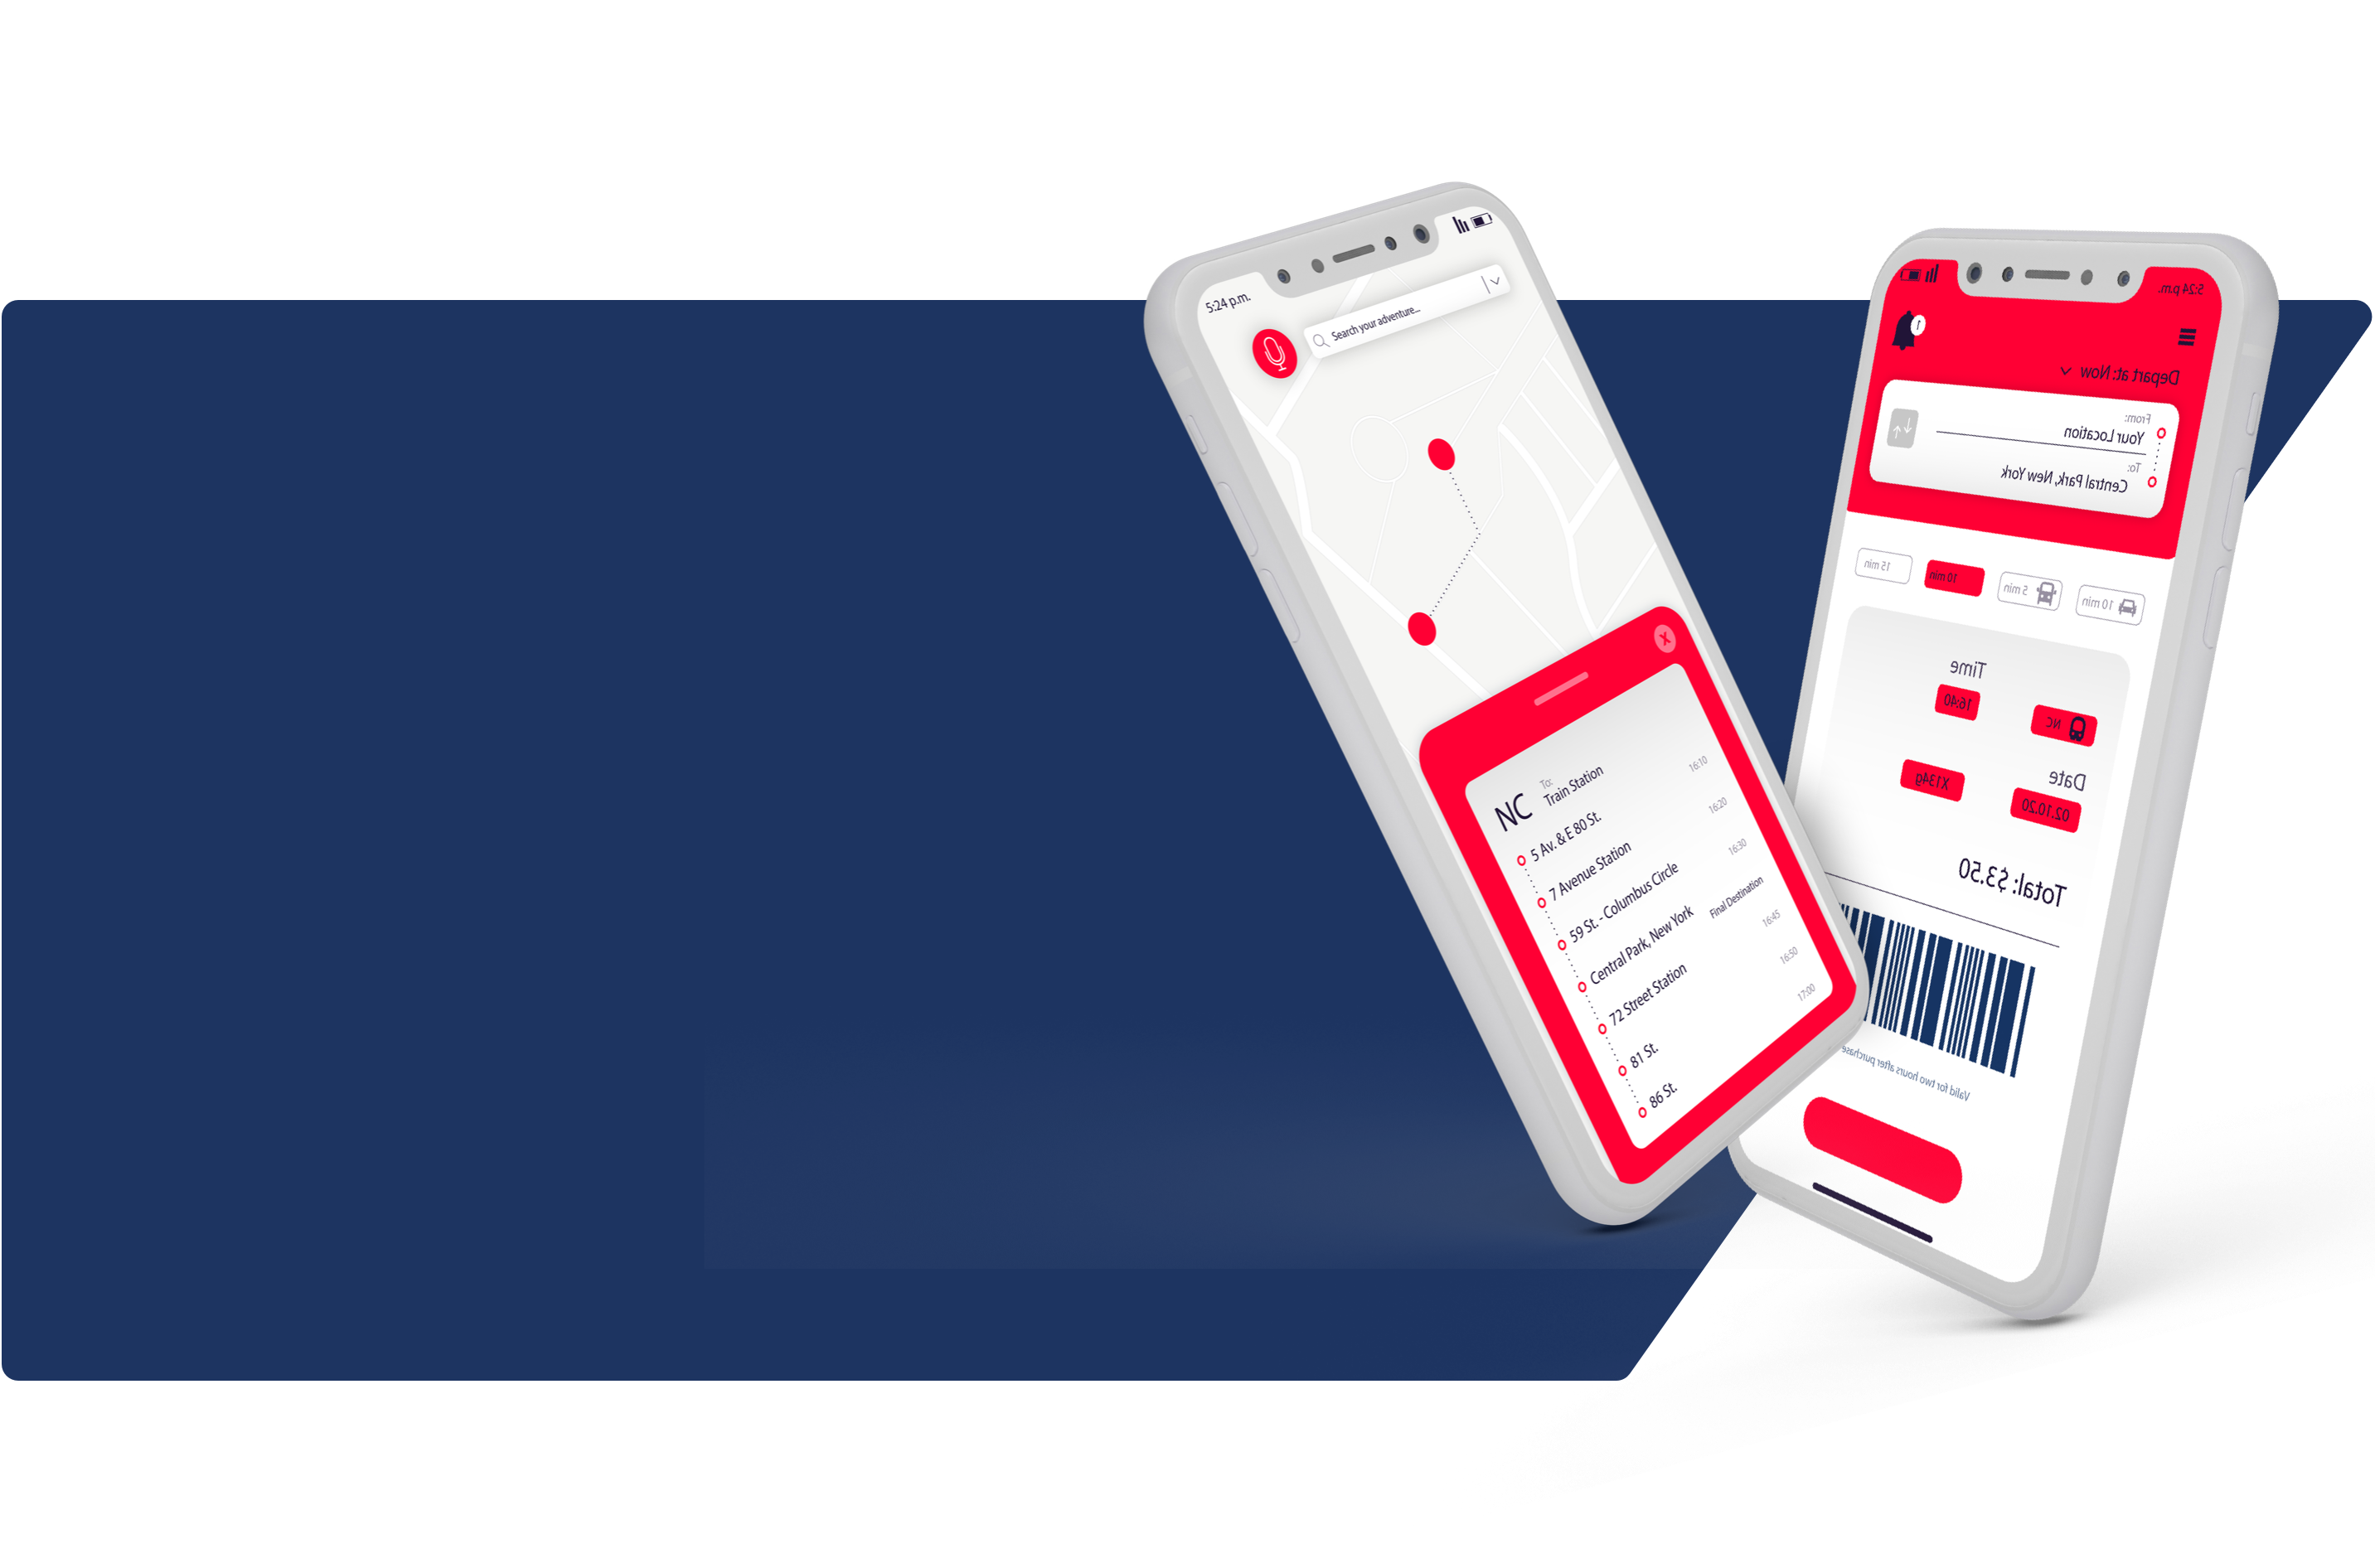 5:24 p.m.
Search your adventure...
NC
To:
Train Station
5 Av. & E 80 St.
16:10
7 Avenue Station
16:20
59 St. - Columbus Circle
16:30
Central Park, New York
Final Destination
72 Street Station
16:45
81 St.
16:50
86 St.
17:00
5:24 p.m.
1
Depart at: Now
From:
Your Location
To:
Central Park, New York
10 min
5 min
10 min
15 min
Time
NC
16:40
Date
02.10.20
X134g
Total: $3.50
Valid for two hours after purchase